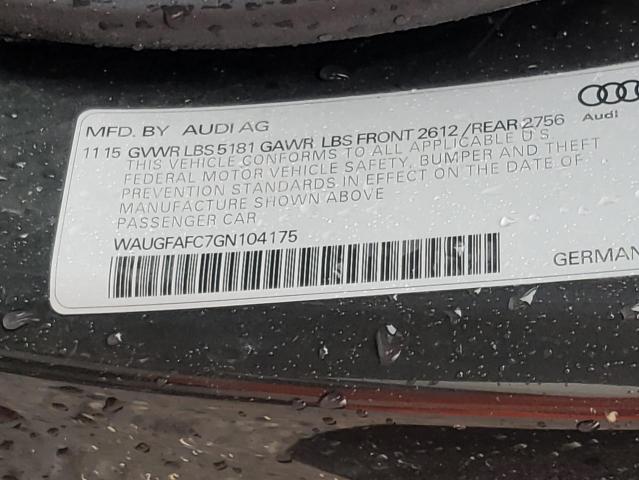 MFD. BY AUDI AG
11 15 GVWR LBS 5181 GAWR LBS FRONT 2612 / REAR 2756
THIS VEHICLE CONFORMS TO ALL APPLICABLE U.S.
FEDERAL MOTOR VEHICLE SAFETY, BUMPER AND THEFT
PREVENTION STANDARDS IN EFFECT ON THE DATE OF
MANUFACTURE SHOWN ABOVE
PASSENGER CAR
WAUGFAFC7GN104175
Audi
GERMAN